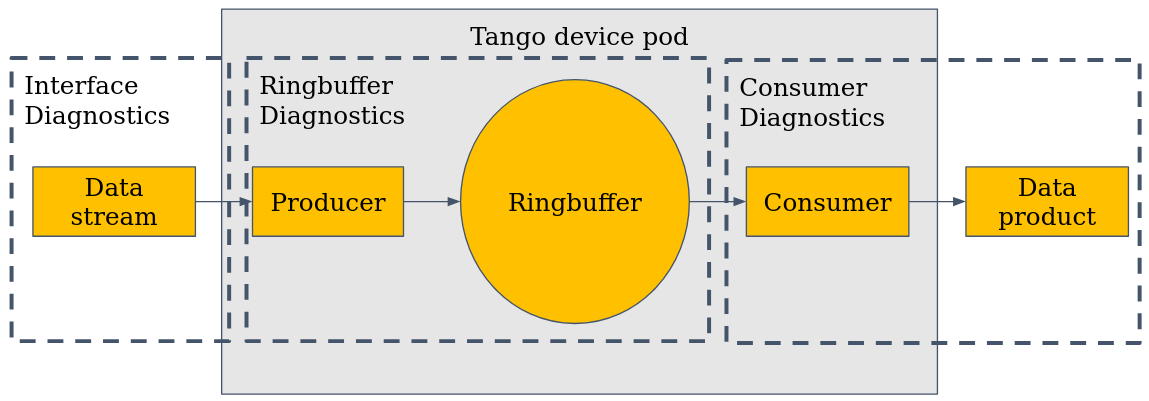 Tango device pod
Interface
Diagnostics
Ringbuffer
Diagnostics
Consumer
Diagnostics
Data
stream
Producer
Ringbuffer
Consumer
Data
product